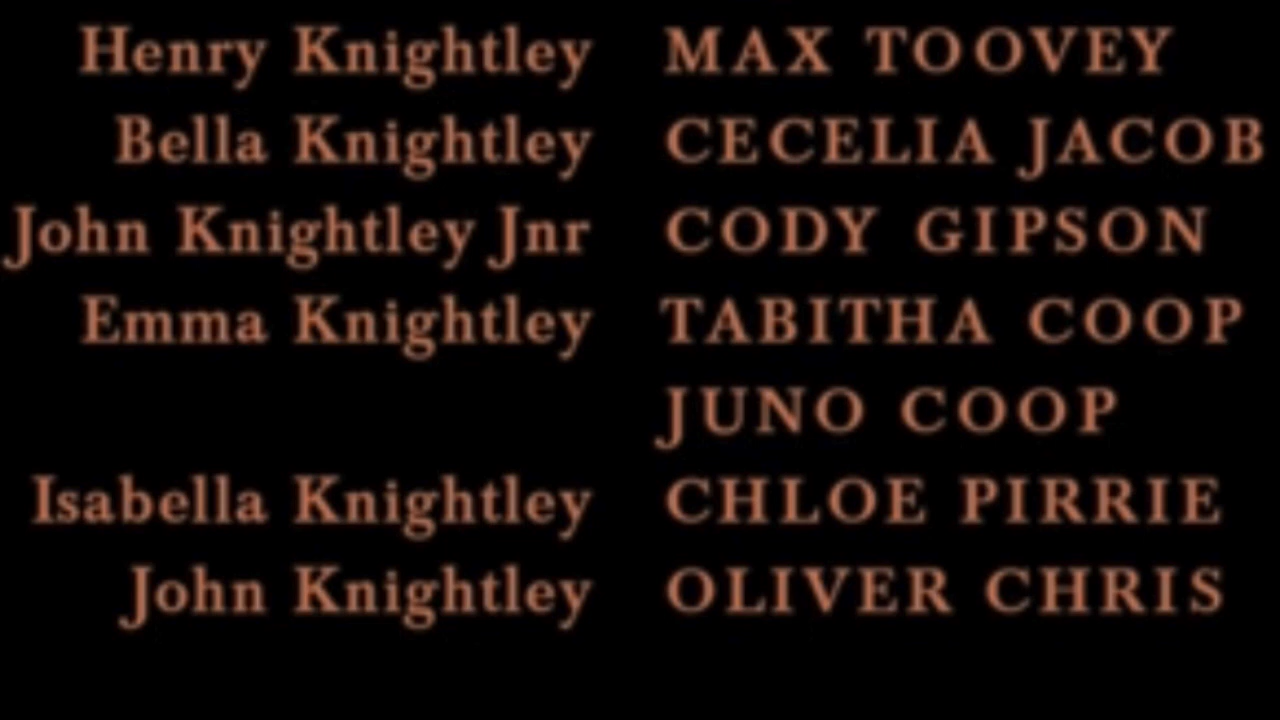 Henry Knightley MAX TOOVEY
Bella Knightley CECELIA JACOB
John Knightley Jnr CODY GIPSON
Emma Knightley TABITHA COOP
JUNO COOP
Isabella Knightley CHLOE PIRRIE
John Knightley OLIVER CHRIS